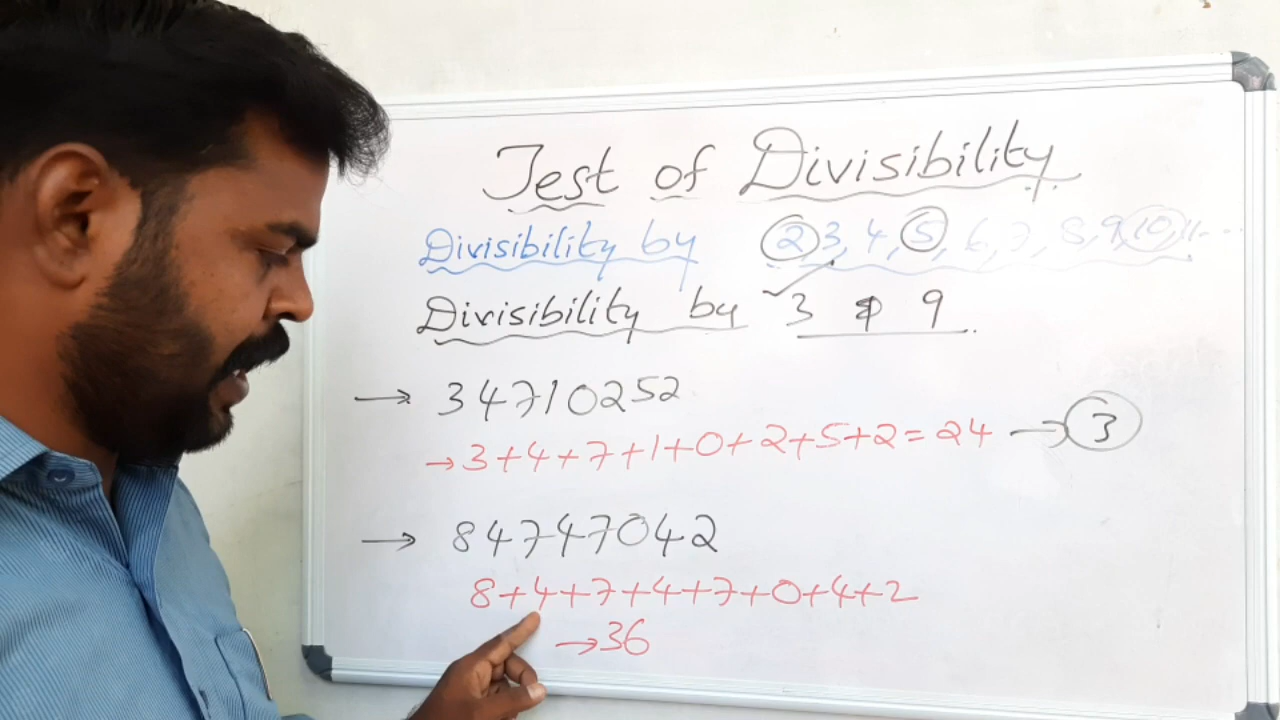 Test of Divisibility
Divisibility by 2, 3, 4, 5, 6, 7, 8, 9, 10, 11....
Divisibility by 3 & 9
→ 34710252
→ 3+4+7+1+0+2+5+2=24 → 3
→ 84747042
8+4+7+4+7+0+4+2
→ 36